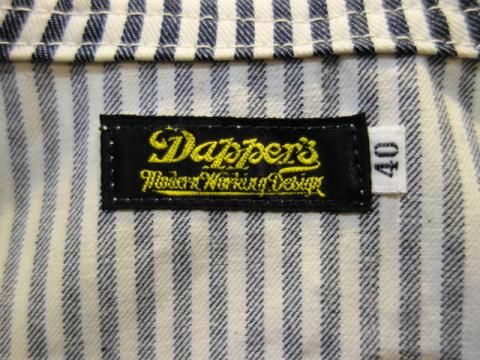 Dapper's
Modern Working Design
40